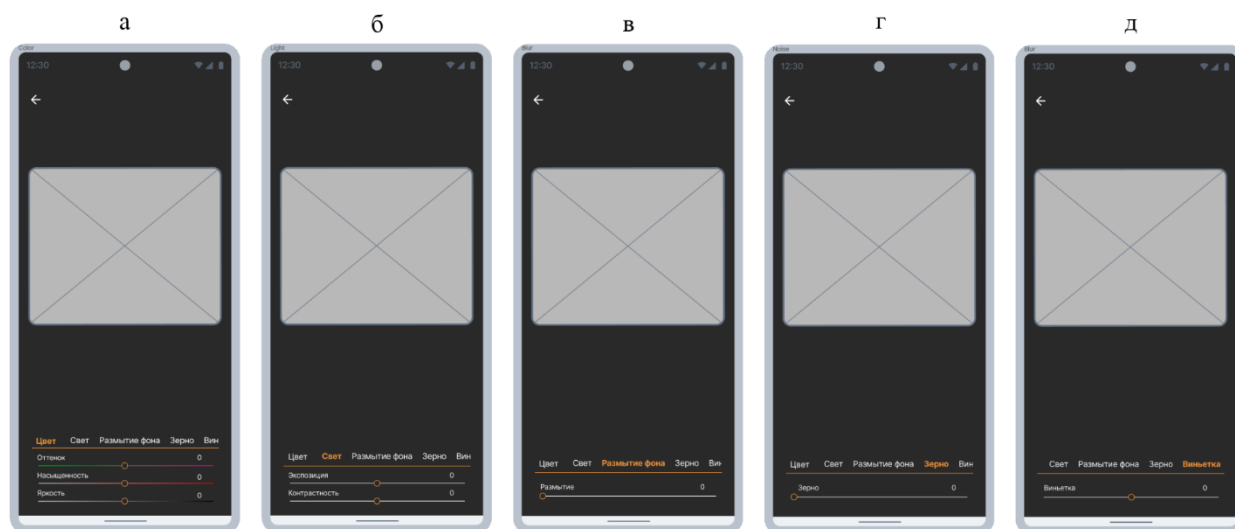 а
б
в
г
д
Color
Light
Blur
Noise
Blur
12:30
12:30
12:30
12:30
12:30
Цвет Свет Размытие фона Зерно Вин
Оттенок 0
Насыщенность 0
Яркость 0
Цвет Свет Размытие фона Зерно Вин
Экспозиция 0
Контрастность 0
Цвет Свет Размытие фона Зерно Вин
Размытие 0
Цвет Свет Размытие фона Зерно Вин
Зерно 0
Свет Размытие фона Зерно Виньетка
Виньетка 0